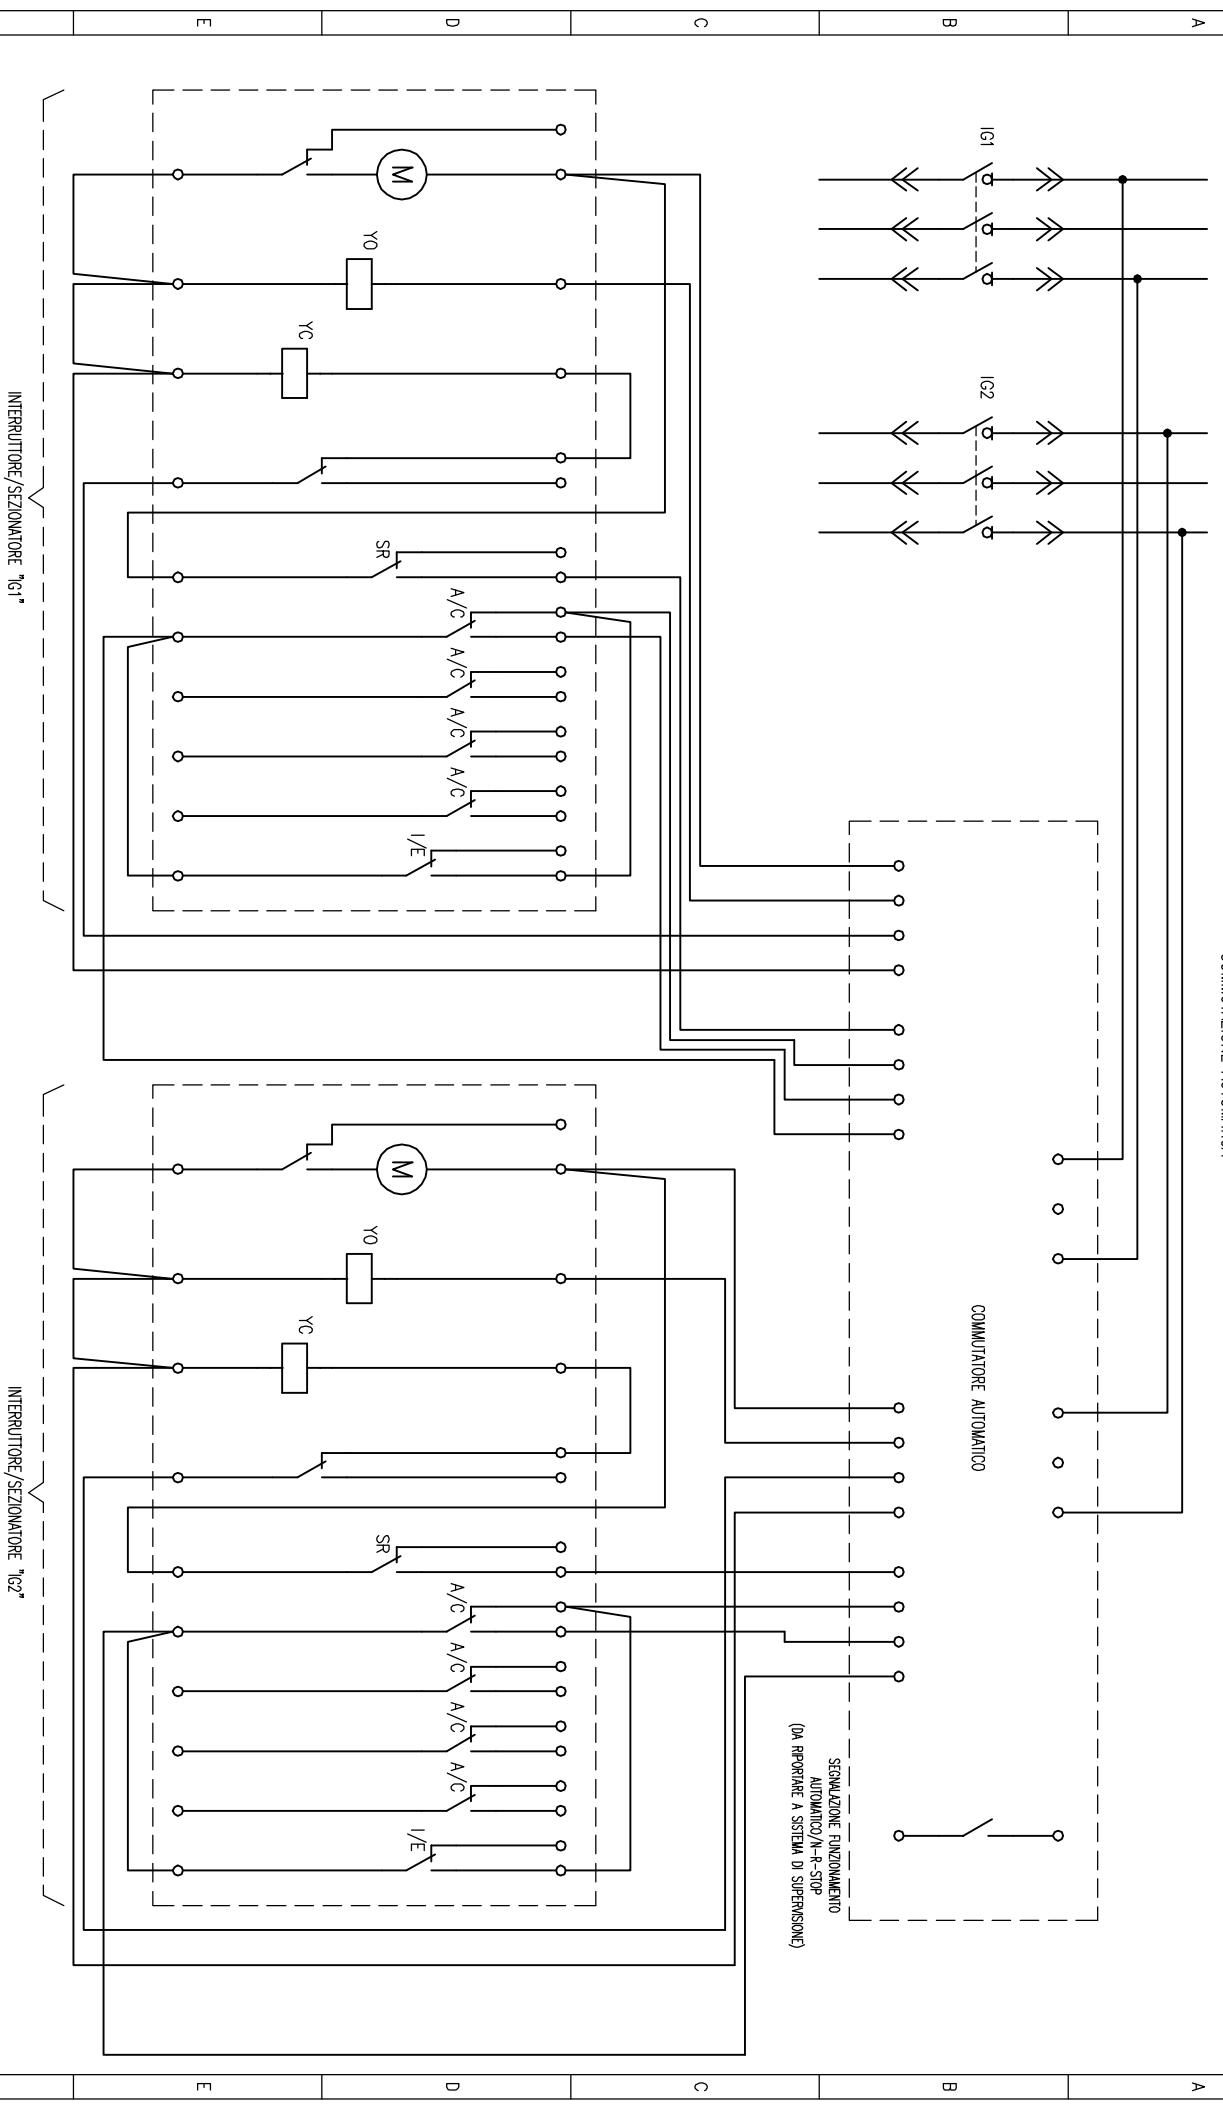 A
B
C
D
E
IG1
IG2
COMMUTATORE AUTOMATICO
SEGNALAZIONE FUNZIONAMENTO
AUTOMATICO/N-R-STOP
(DA RIPORTARE A SISTEMA DI SUPERVISIONE)
M
YO
YC
SR
A/C
A/C
A/C
A/C
I/E
INTERRUTTORE/SEZIONATORE "IG1"
M
YO
YC
SR
A/C
A/C
A/C
A/C
I/E
INTERRUTTORE/SEZIONATORE "IG2"
A
B
C
D
E